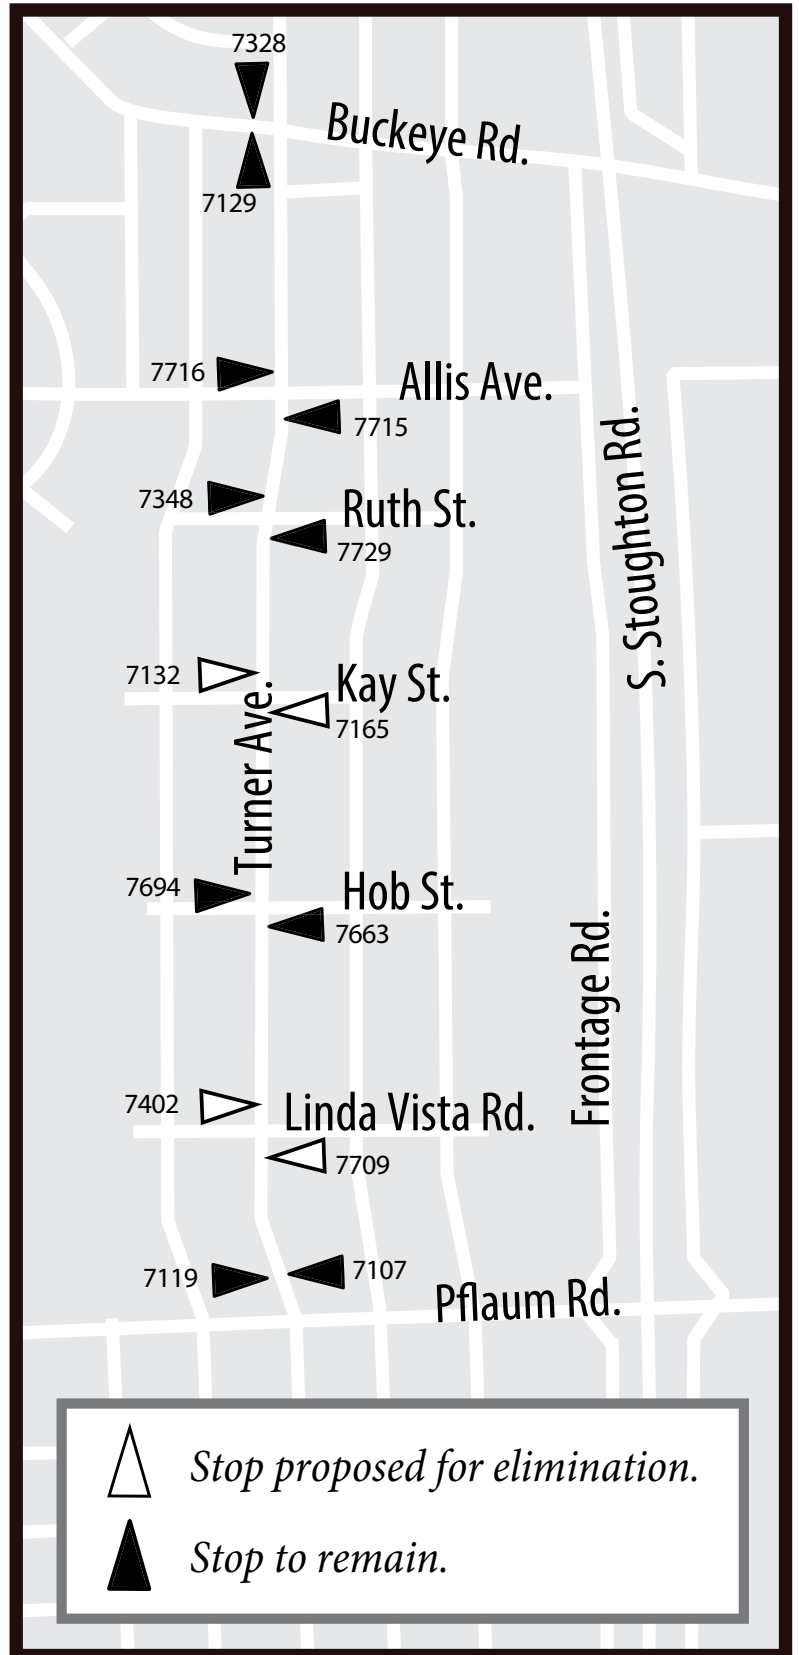 7328
Buckeye Rd.
7129
7716
Allis Ave.
7715
7348
Ruth St.
7729
S. Stoughton Rd.
7132
Kay St.
7165
Turner Ave.
7694
Hob St.
7663
Frontage Rd.
7402
Linda Vista Rd.
7709
7119
7107
Pflaum Rd.
Stop proposed for elimination.
Stop to remain.